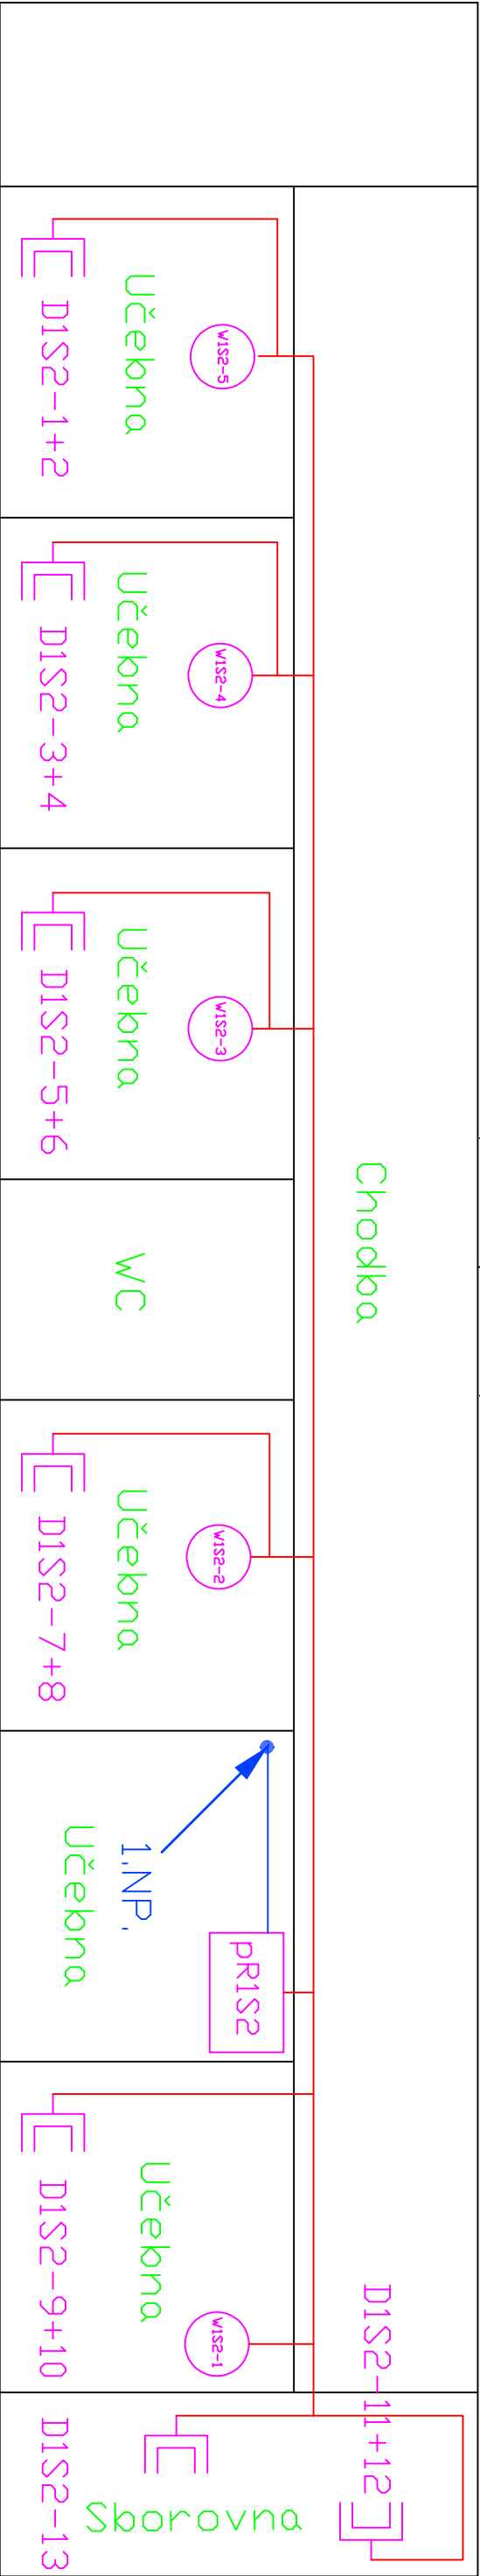 W1S2-5
Učebna
D1S2-1+2
W1S2-4
Učebna
D1S2-3+4
W1S2-3
Učebna
D1S2-5+6
Chodba
WC
W1S2-2
Učebna
D1S2-7+8
1.NP.
pR1S2
Učebna
Učebna
W1S2-1
D1S2-9+10
D1S2-11+12
Sborovna
D1S2-13